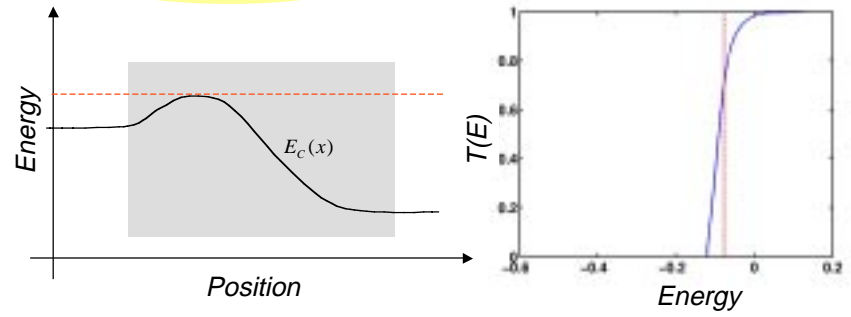 Energy
E_C(x)
Position
T(E)
1
0.8
0.6
0.4
0.2
0
-0.6
-0.4
-0.2
0
0.2
Energy